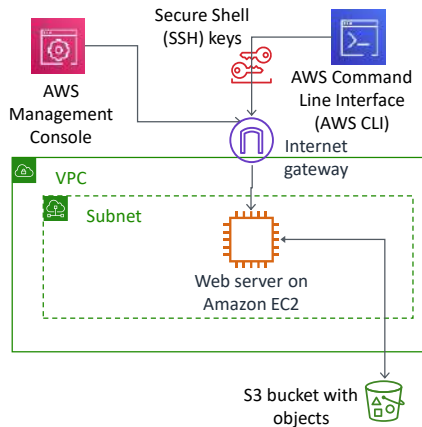 Secure Shell
(SSH) keys
AWS
Management
Console
AWS Command
Line Interface
(AWS CLI)
Internet
gateway
VPC
Subnet
Web server on
Amazon EC2
S3 bucket with
objects